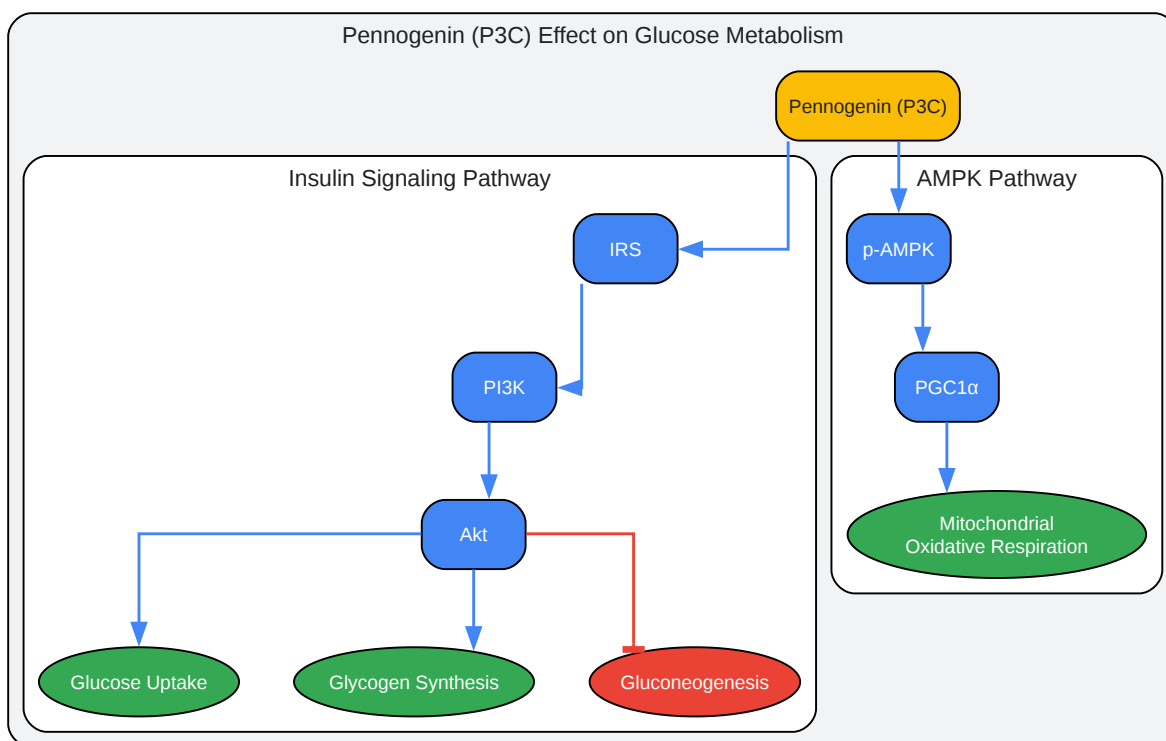 Pennogenin (P3C) Effect on Glucose Metabolism
Pennogenin (P3C)
Insulin Signaling Pathway
AMPK Pathway
IRS
p-AMPK
PI3K
PGC1α
Akt
Mitochondrial
Oxidative Respiration
Glucose Uptake
Glycogen Synthesis
Gluconeogenesis